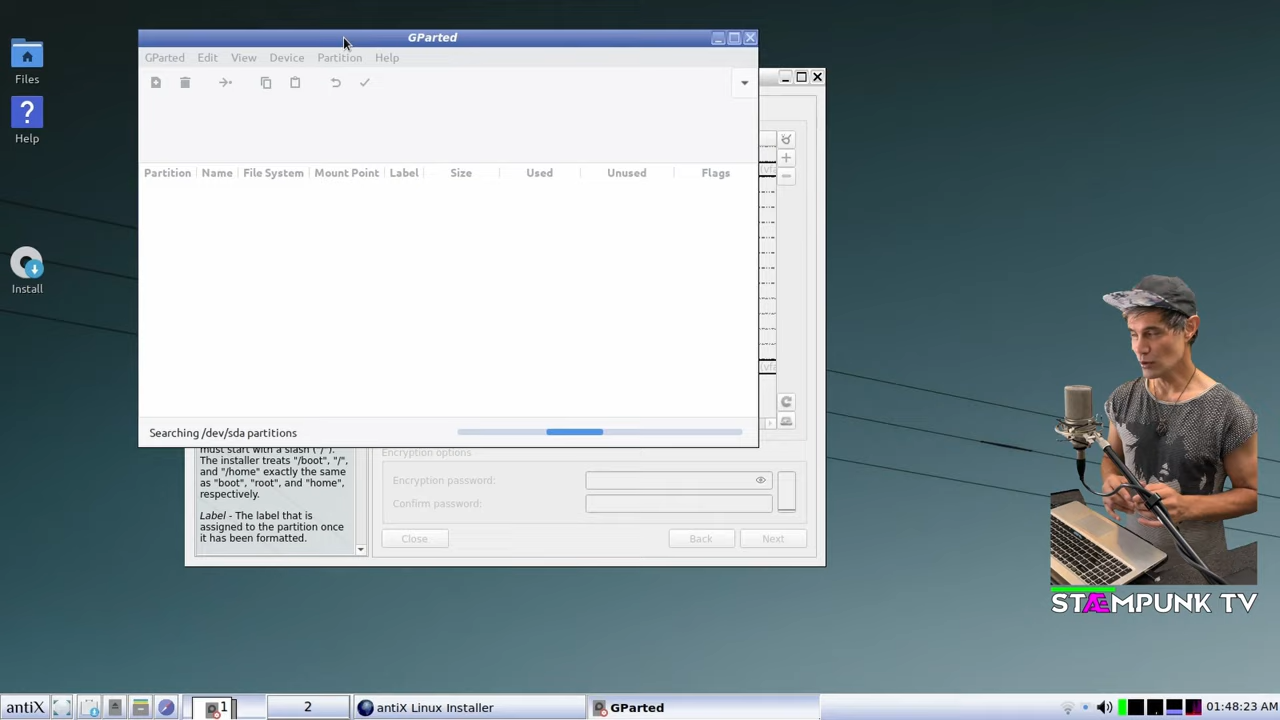 GParted
GParted Edit View Device Partition Help
Files
? Help
Install
Partition Name File System Mount Point Label Size Used Unused Flags
Searching /dev/sda partitions
must start with a slash ("/").
The installer treats "/boot", "/",
and "/home" exactly the same
as "boot", "root", and "home",
respectively.
Label - The label that is
assigned to the partition once
it has been formatted.
Encryption options
Encryption password:
Confirm password:
Close Back Next
STÆMPUNK TV
antiX 1 2 antiX Linux Installer GParted 01:48:23 AM